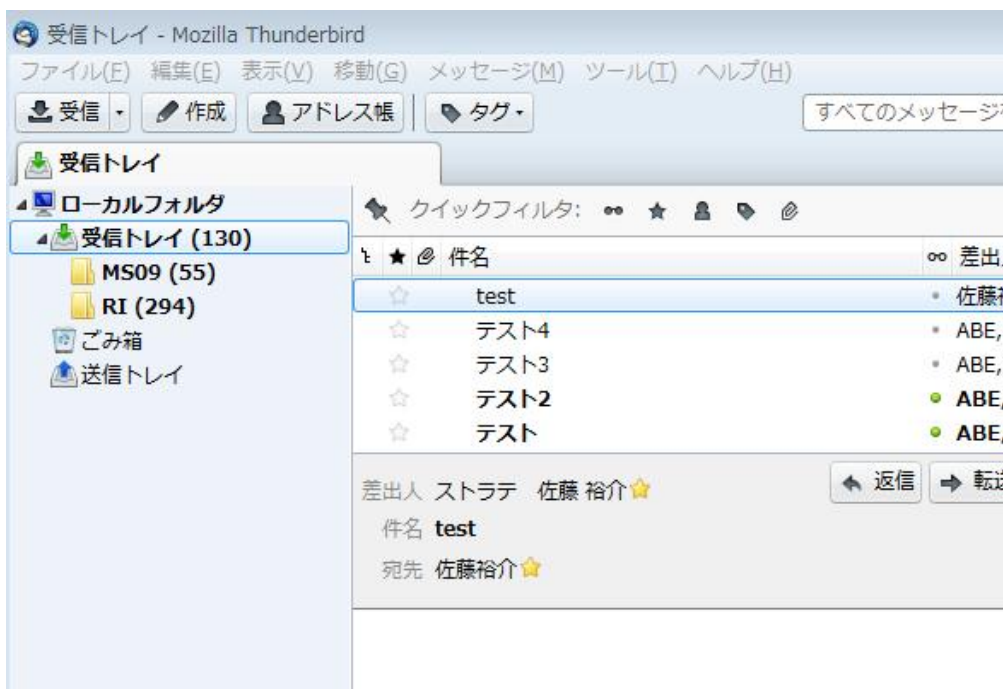 受信トレイ - Mozilla Thunderbird
ファイル(F) 編集(E) 表示(V) 移動(G) メッセージ(M) ツール(T) ヘルプ(H)
受信 作成 アドレス帳 タグ すべてのメッセージ
受信トレイ
ローカルフォルダ
受信トレイ (130)
MS09 (55)
RI (294)
ごみ箱
送信トレイ
クイックフィルタ:
件名 差出
test 佐藤
テスト4 ABE,
テスト3 ABE,
テスト2 ABE,
テスト ABE,
返信 転送
差出人 ストラテ 佐藤 裕介
件名 test
宛先 佐藤裕介